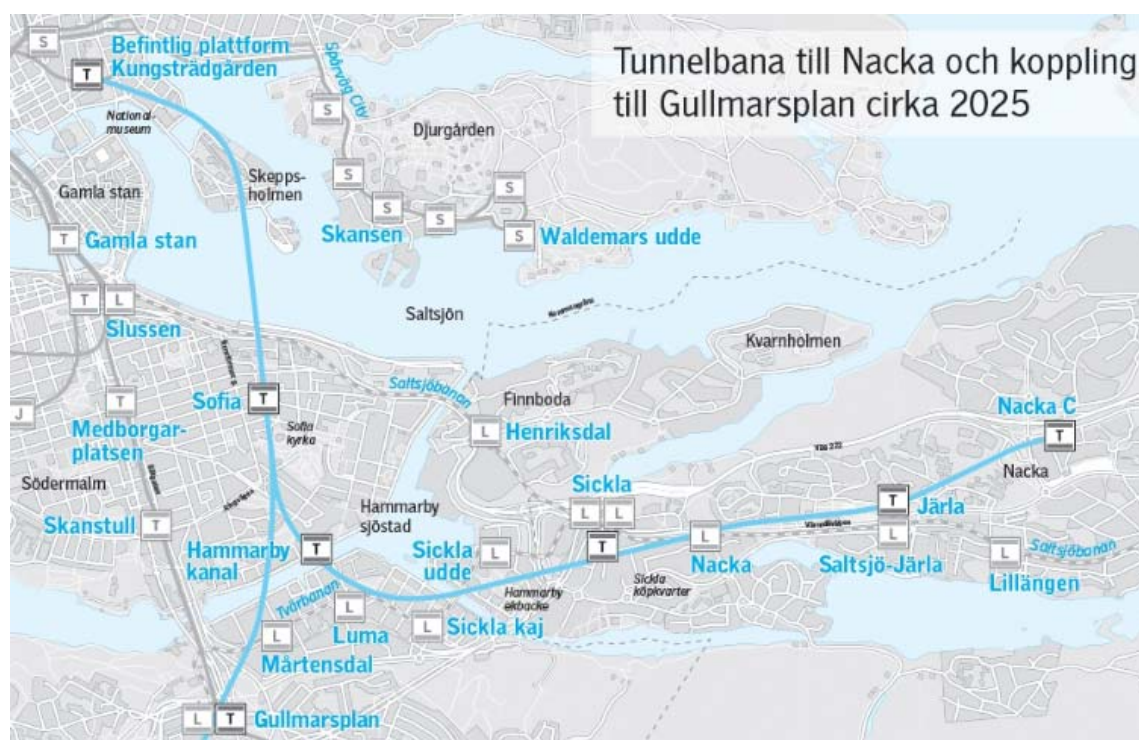 Tunnelbana till Nacka och koppling
till Gullmarsplan cirka 2025
S
Befintlig plattform
Kungsträdgården
T
National-
museum
Spårväg City
S
Djurgården
Skepps-
holmen
S
Gamla stan
S
S
S
S
Skansen
Waldemars udde
T
Gamla stan
T
L
Slussen
Saltsjön
Kvarnholmen
Saltsjöbanan
Finnboda
Sofia
T
T
J
Medborgar-
platsen
Sofia
kyrka
L
Henriksdal
Nacka C
T
Nacka
Väg 222
Södermalm
Sickla
L
L
T
Järla
Skanstull
T
Hammarby
sjöstad
Hammarby
kanal
T
Sickla
udde
L
T
L
Nacka
L
Saltsjö-Järla
L
Lillängen
Saltsjöbanan
Hammarby
ekbacke
Sickla
köpkvarter
Tvärbanan
L
Luma
L
Sickla kaj
L
Mårtensdal
L
T
Gullmarsplan